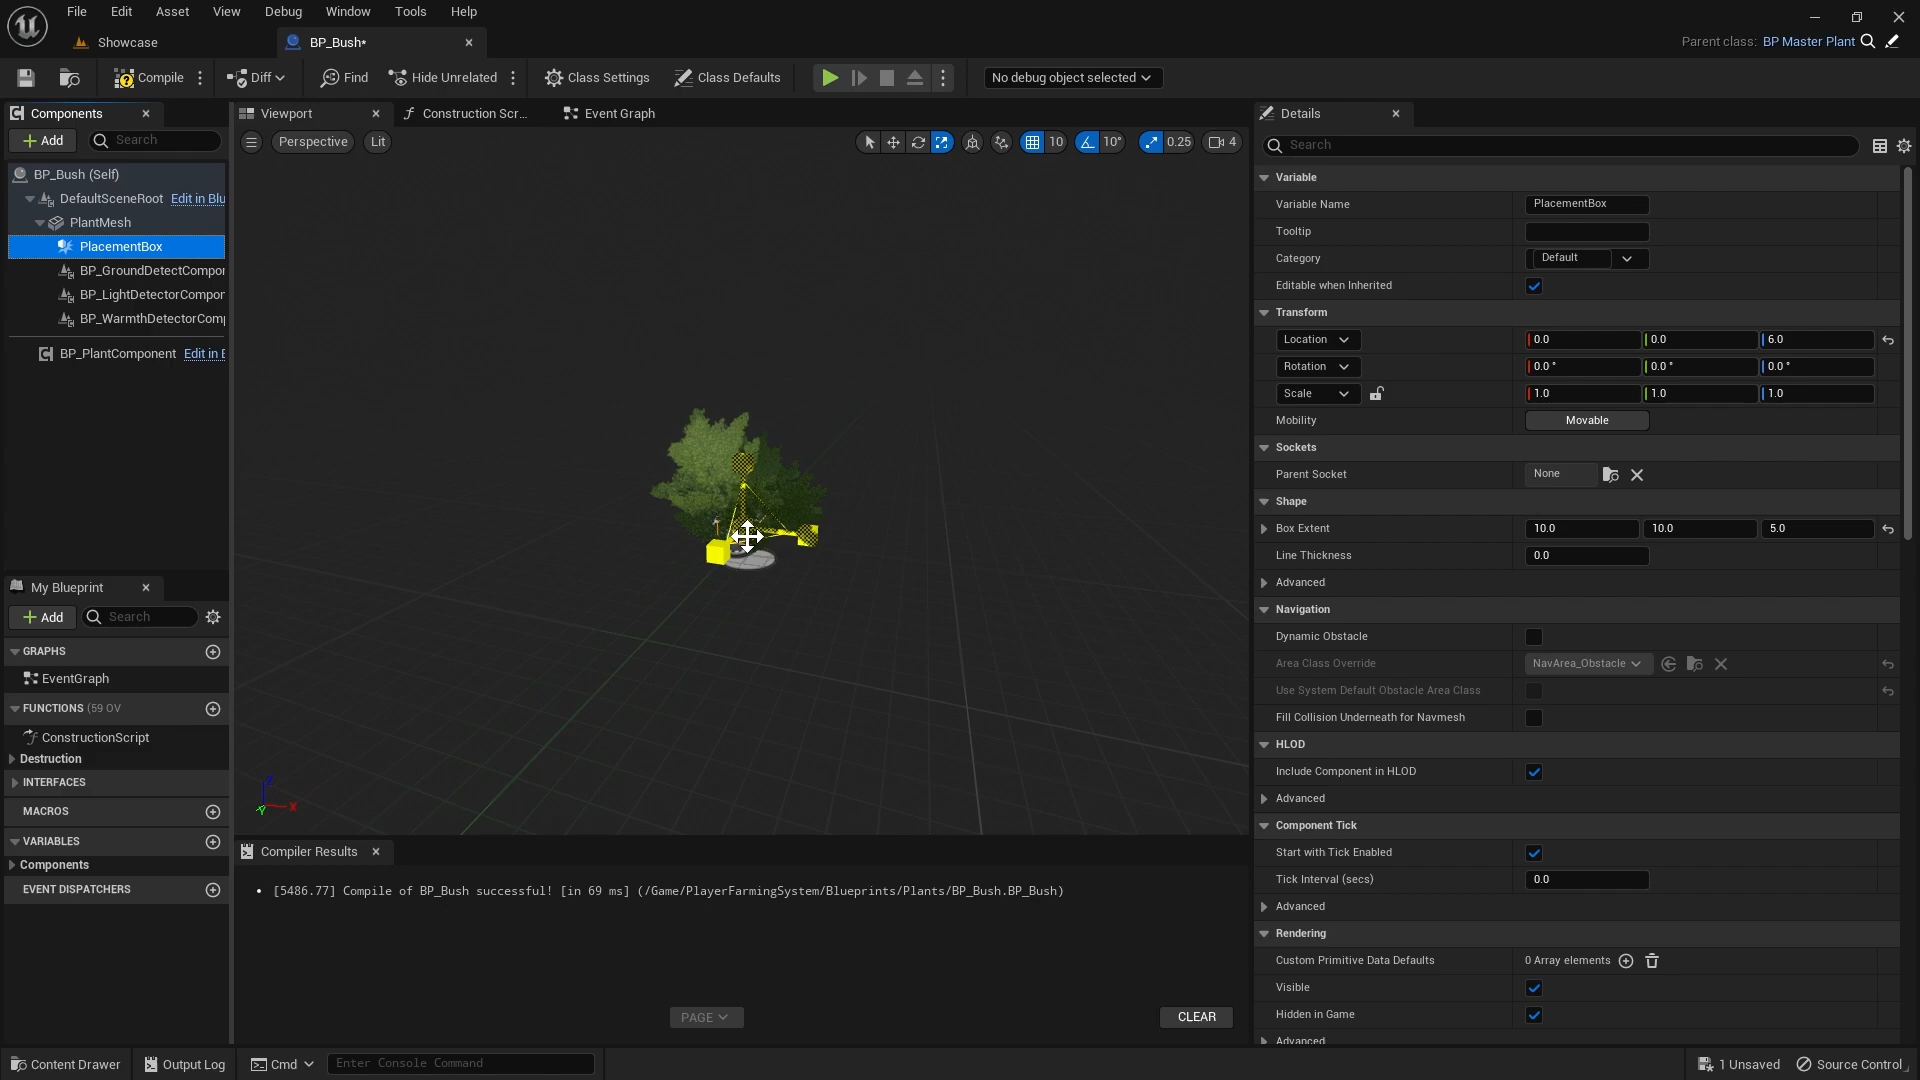 File Edit Asset View Debug Window Tools Help
Showcase
BP_Bush*
Parent class: BP Master Plant
Compile
Diff
Find
Hide Unrelated
Class Settings
Class Defaults
No debug object selected
Components
Add
Search
BP_Bush (Self)
DefaultSceneRoot Edit in Blu
PlantMesh
PlacementBox
BP_GroundDetectCompor
BP_LightDetectorCompor
BP_WarmthDetectorComp
BP_PlantComponent Edit in B
My Blueprint
Add
Search
GRAPHS
EventGraph
FUNCTIONS (59 OV
ConstructionScript
Destruction
INTERFACES
MACROS
VARIABLES
Components
EVENT DISPATCHERS
Viewport
Construction Scr...
Event Graph
Perspective
Lit
10
10°
0.25
4
Z
X
Y
Compiler Results
• [5486.77] Compile of BP_Bush successful! [in 69 ms] (/Game/PlayerFarmingSystem/Blueprints/Plants/BP_Bush.BP_Bush)
PAGE
CLEAR
Details
Search
Variable
Variable Name PlacementBox
Tooltip
Category Default
Editable when Inherited
Transform
Location 0.0 0.0 6.0
Rotation 0.0 ° 0.0 ° 0.0 °
Scale 1.0 1.0 1.0
Mobility Movable
Sockets
Parent Socket None
Shape
Box Extent 10.0 10.0 5.0
Line Thickness 0.0
Advanced
Navigation
Dynamic Obstacle
Area Class Override NavArea_Obstacle
Use System Default Obstacle Area Class
Fill Collision Underneath for Navmesh
HLOD
Include Component in HLOD
Advanced
Component Tick
Start with Tick Enabled
Tick Interval (secs) 0.0
Advanced
Rendering
Custom Primitive Data Defaults 0 Array elements
Visible
Hidden in Game
Advanced
Content Drawer
Output Log
Cmd
Enter Console Command
1 Unsaved
Source Control